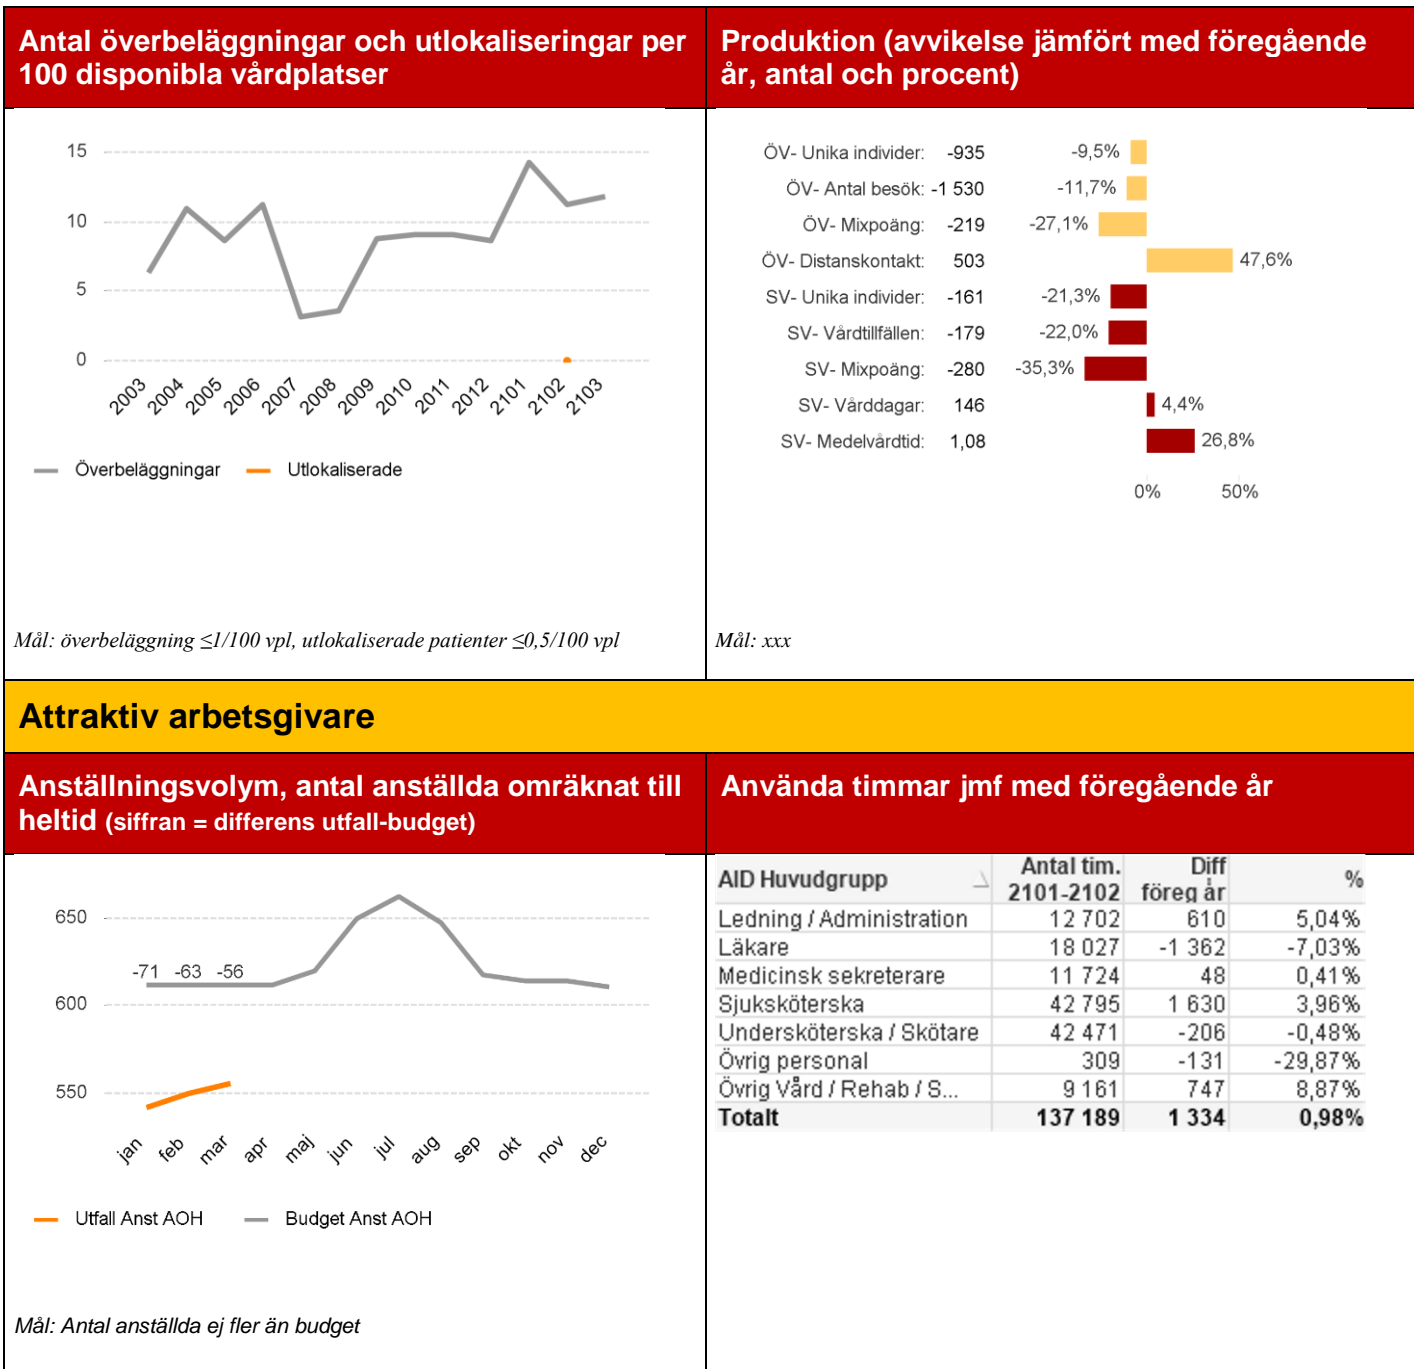 Antal överbeläggningar och utlokaliseringar per
100 disponibla vårdplatser
15
10
5
0
2003
2004
2005
2006
2007
2008
2009
2010
2011
2012
2101
2102
2103
Överbeläggningar
Utlokaliserade
Mål: överbeläggning ≤1/100 vpl, utlokaliserade patienter ≤0,5/100 vpl
Produktion (avvikelse jämfört med föregående
år, antal och procent)
ÖV- Unika individer: -935 -9,5%
ÖV- Antal besök: -1 530 -11,7%
ÖV- Mixpoäng: -219 -27,1%
ÖV- Distanskontakt: 503 47,6%
SV- Unika individer: -161 -21,3%
SV- Vårdtillfällen: -179 -22,0%
SV- Mixpoäng: -280 -35,3%
SV- Vårddagar: 146 4,4%
SV- Medelvårdtid: 1,08 26,8%
0% 50%
Mål: xxx
Attraktiv arbetsgivare
Anställningsvolym, antal anställda omräknat till
heltid (siffran = differens utfall-budget)
650
600
550
-71 -63 -56
jan
feb
mar
apr
maj
jun
jul
aug
sep
okt
nov
dec
Utfall Anst AOH
Budget Anst AOH
Mål: Antal anställda ej fler än budget
Använda timmar jmf med föregående år
AID Huvudgrupp Antal tim. 2101-2102 Diff föreg år %
Ledning / Administration 12 702 610 5,04%
Läkare 18 027 -1 362 -7,03%
Medicinsk sekreterare 11 724 48 0,41%
Sjuksköterska 42 795 1 630 3,96%
Undersköterska / Skötare 42 471 -206 -0,48%
Övrig personal 309 -131 -29,87%
Övrig Vård / Rehab / S... 9 161 747 8,87%
Totalt 137 189 1 334 0,98%